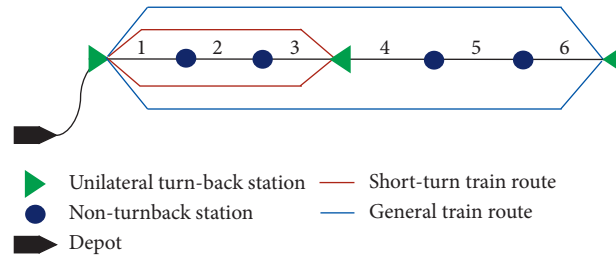 1 2 3 4 5 6
Unilateral turn-back station
Short-turn train route
Non-turnback station
General train route
Depot